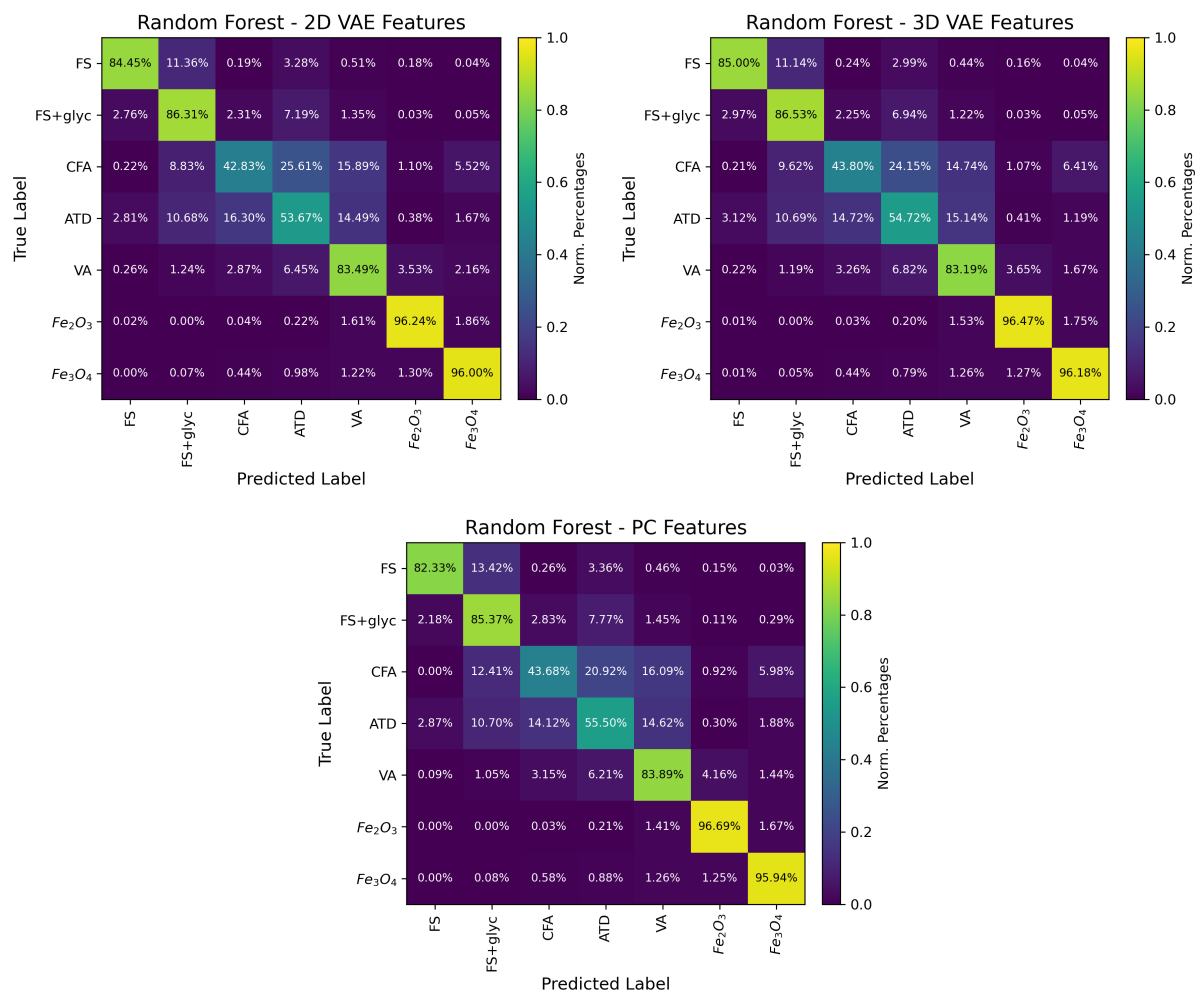 Random Forest - 2D VAE Features
FS 84.45% 11.36% 0.19% 3.28% 0.51% 0.18% 0.04%
FS+glyc 2.76% 86.31% 2.31% 7.19% 1.35% 0.03% 0.05%
CFA 0.22% 8.83% 42.83% 25.61% 15.89% 1.10% 5.52%
ATD 2.81% 10.68% 16.30% 53.67% 14.49% 0.38% 1.67%
VA 0.26% 1.24% 2.87% 6.45% 83.49% 3.53% 2.16%
Fe₂O₃ 0.02% 0.00% 0.04% 0.22% 1.61% 96.24% 1.86%
Fe₃O₄ 0.00% 0.07% 0.44% 0.98% 1.22% 1.30% 96.00%
FS FS+glyc CFA ATD VA Fe₂O₃ Fe₃O₄
Predicted Label
True Label
1.0
0.8
0.6
0.4
0.2
0.0
Norm. Percentages
Random Forest - 3D VAE Features
FS 85.00% 11.14% 0.24% 2.99% 0.44% 0.16% 0.04%
FS+glyc 2.97% 86.53% 2.25% 6.94% 1.22% 0.03% 0.05%
CFA 0.21% 9.62% 43.80% 24.15% 14.74% 1.07% 6.41%
ATD 3.12% 10.69% 14.72% 54.72% 15.14% 0.41% 1.19%
VA 0.22% 1.19% 3.26% 6.82% 83.19% 3.65% 1.67%
Fe₂O₃ 0.01% 0.00% 0.03% 0.20% 1.53% 96.47% 1.75%
Fe₃O₄ 0.01% 0.05% 0.44% 0.79% 1.26% 1.27% 96.18%
FS FS+glyc CFA ATD VA Fe₂O₃ Fe₃O₄
Predicted Label
True Label
1.0
0.8
0.6
0.4
0.2
0.0
Norm. Percentages
Random Forest - PC Features
FS 82.33% 13.42% 0.26% 3.36% 0.46% 0.15% 0.03%
FS+glyc 2.18% 85.37% 2.83% 7.77% 1.45% 0.11% 0.29%
CFA 0.00% 12.41% 43.68% 20.92% 16.09% 0.92% 5.98%
ATD 2.87% 10.70% 14.12% 55.50% 14.62% 0.30% 1.88%
VA 0.09% 1.05% 3.15% 6.21% 83.89% 4.16% 1.44%
Fe₂O₃ 0.00% 0.00% 0.03% 0.21% 1.41% 96.69% 1.67%
Fe₃O₄ 0.00% 0.08% 0.58% 0.88% 1.26% 1.25% 95.94%
FS FS+glyc CFA ATD VA Fe₂O₃ Fe₃O₄
Predicted Label
True Label
1.0
0.8
0.6
0.4
0.2
0.0
Norm. Percentages